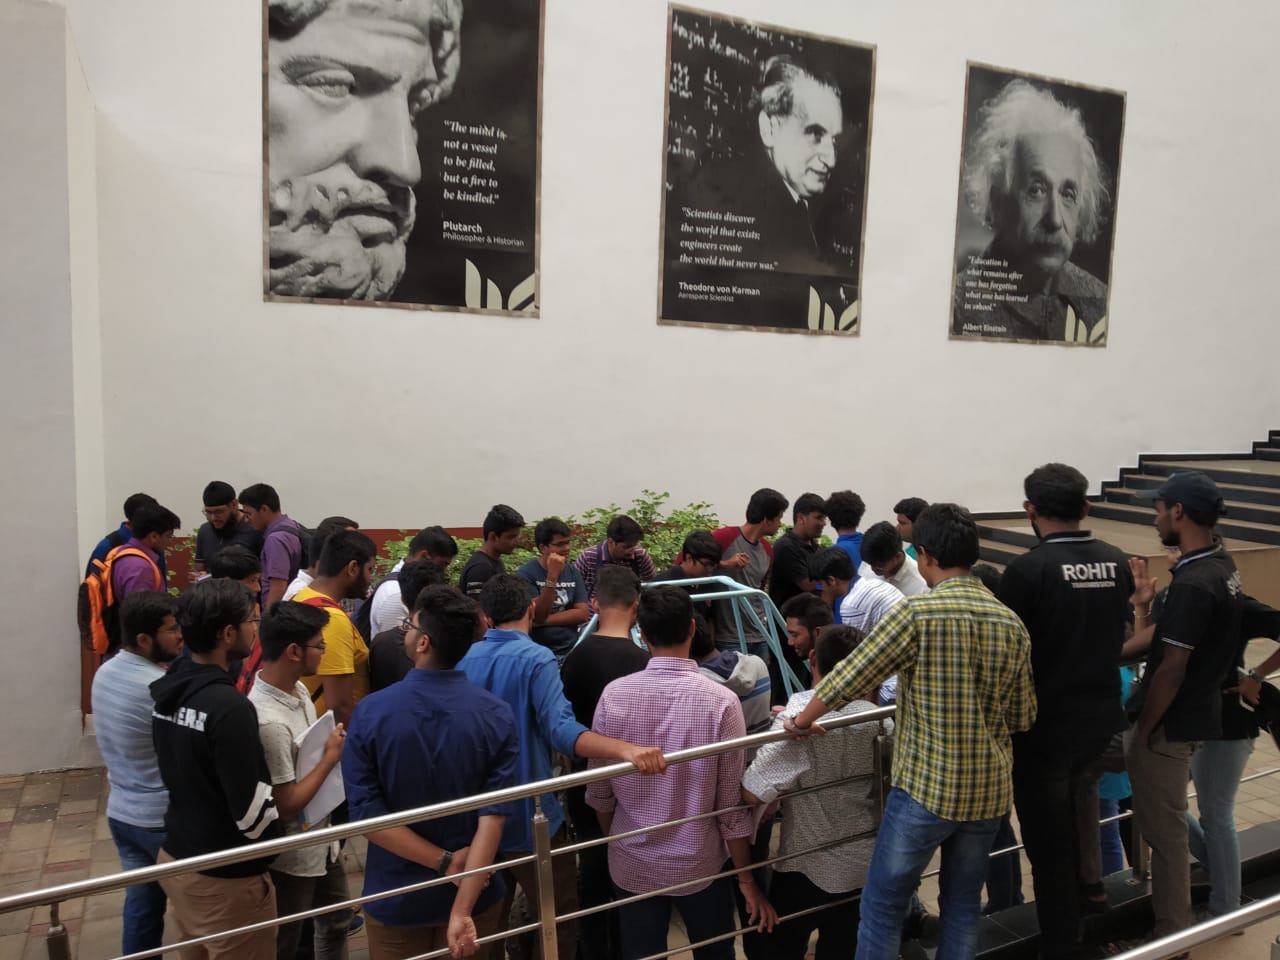 "The mind is
not a vessel
to be filled,
but a fire to
be kindled."
Plutarch
Philosopher & Historian
"Scientists discover
the world that exists;
engineers create
the world that never was."
Theodore von Karman
Aerospace Scientist
"Education is
what remains after
one has forgotten
what one has learned
in school."
Albert Einstein
ROHIT